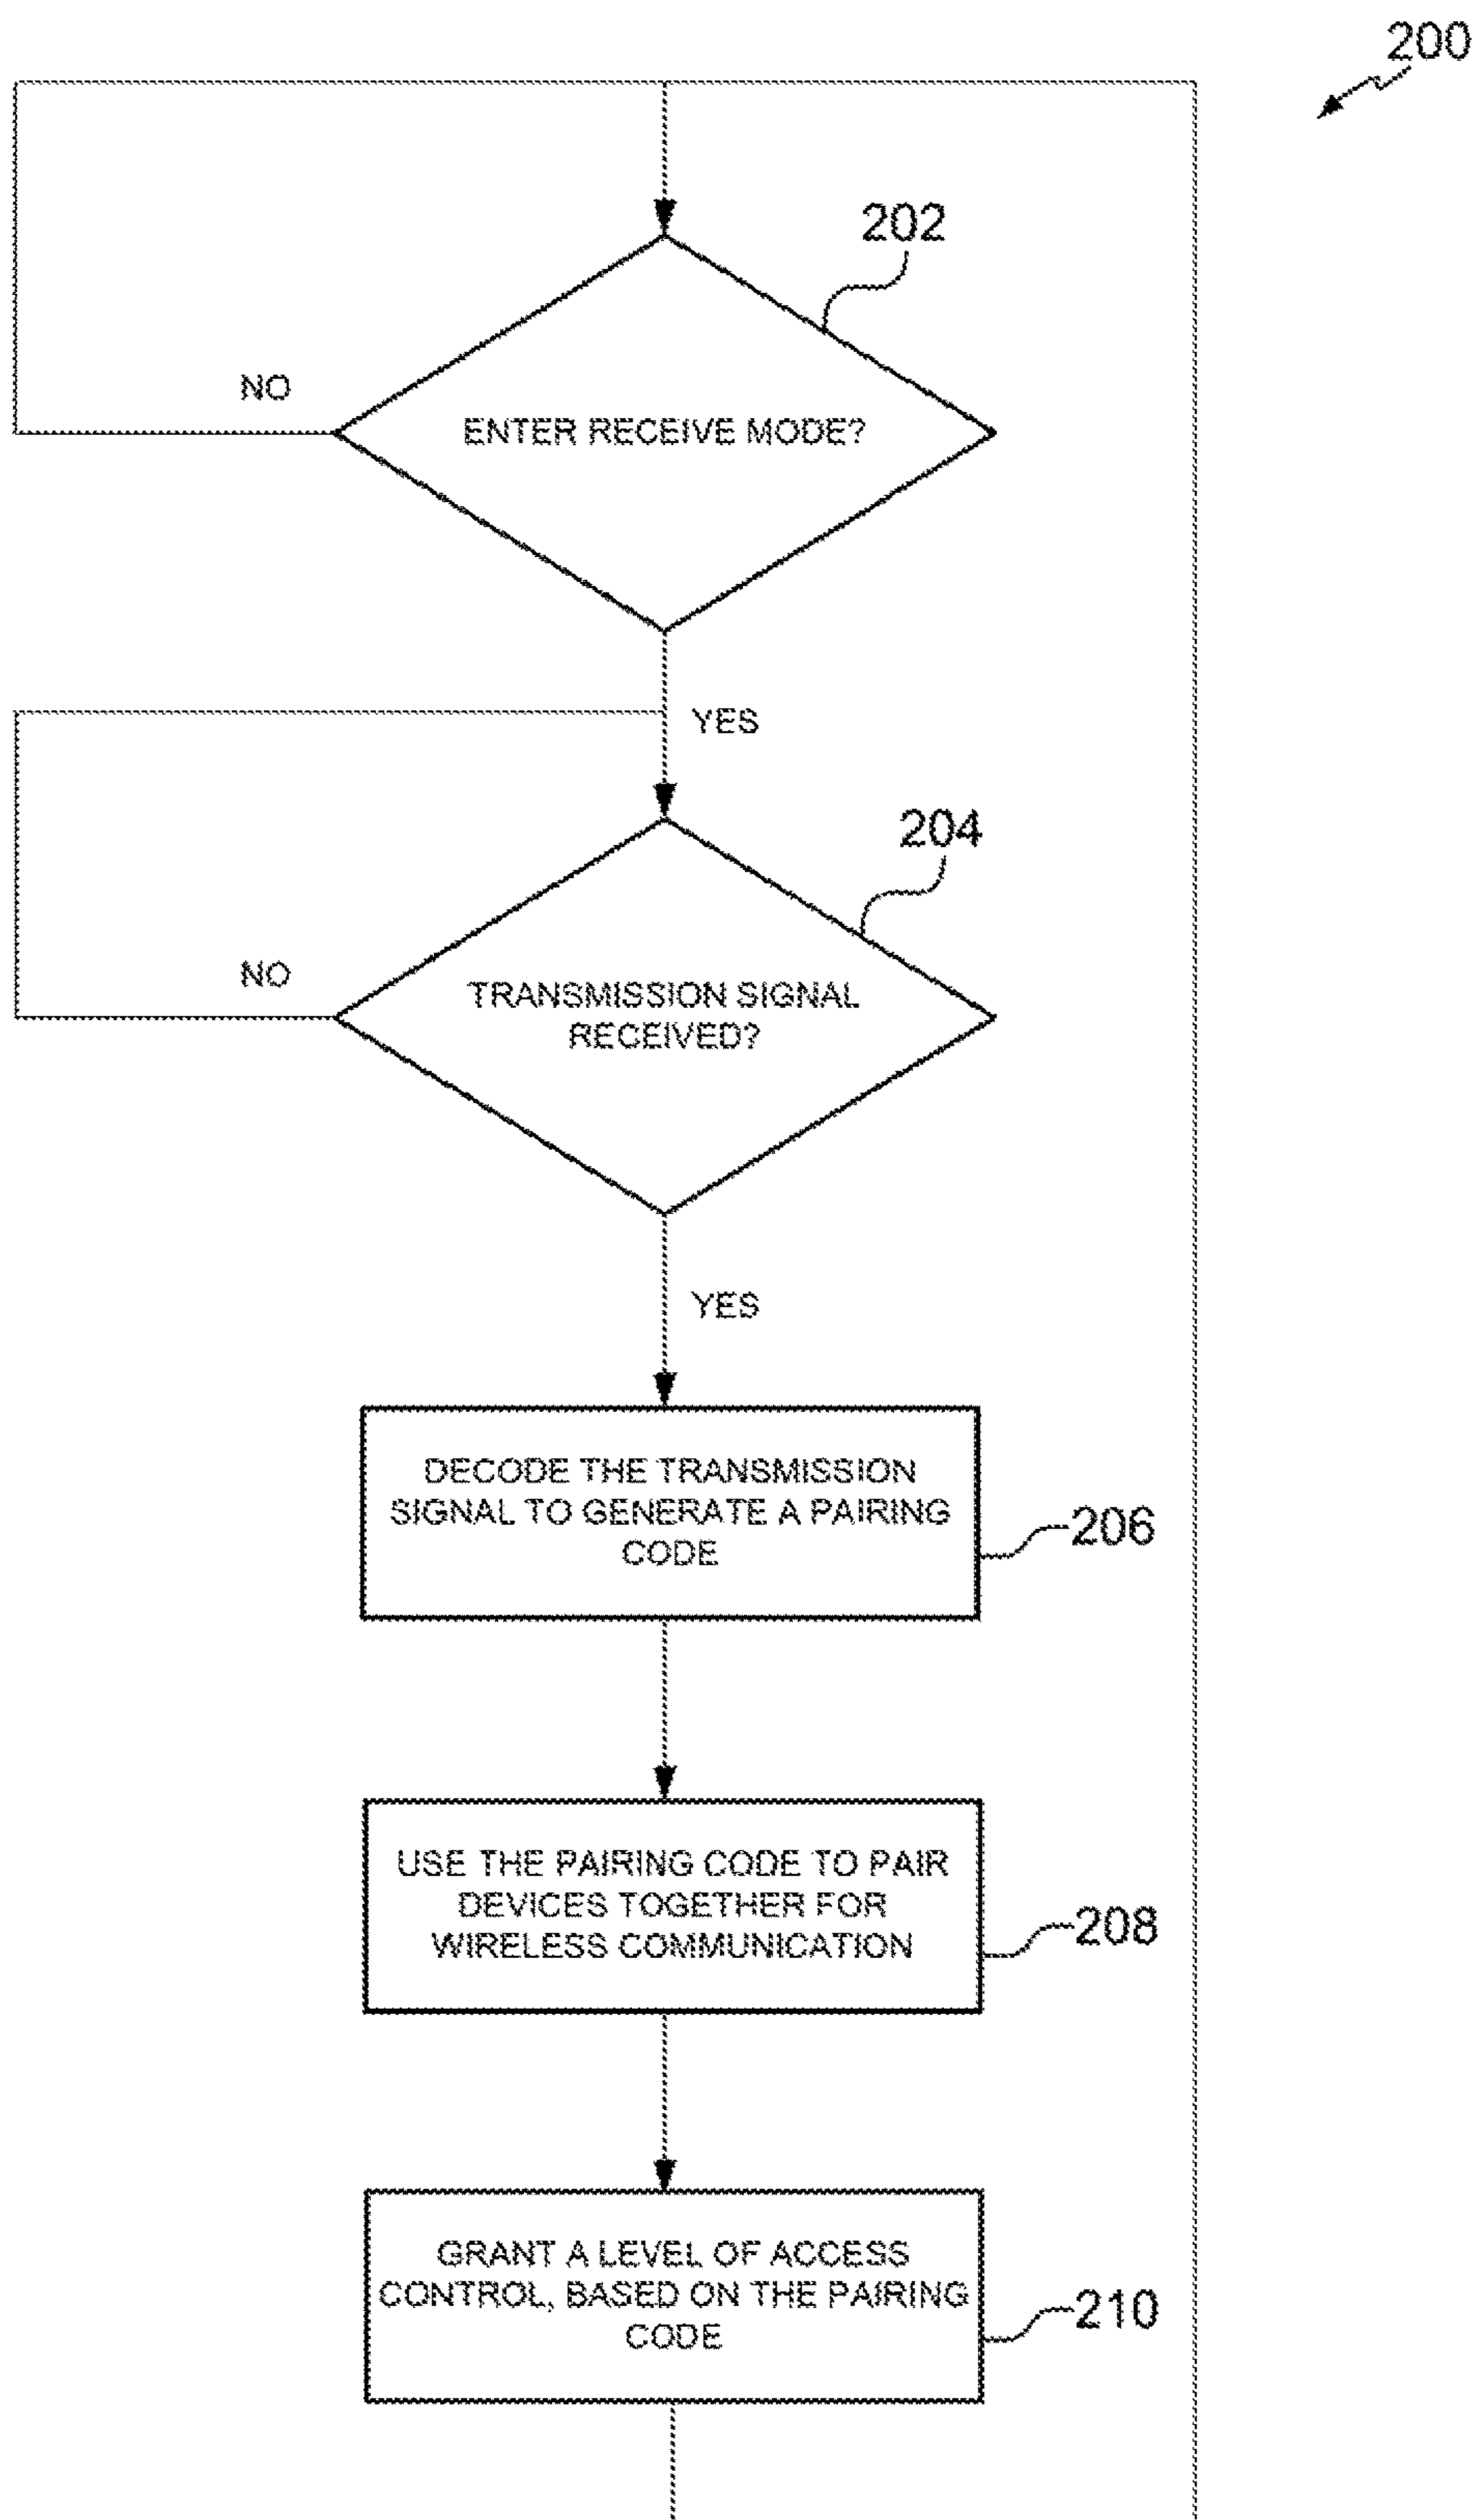 200
202
NO
ENTER RECEIVE MODE?
YES
204
NO
TRANSMISSION SIGNAL
RECEIVED?
YES
DECODE THE TRANSMISSION
SIGNAL TO GENERATE A PAIRING
CODE
206
USE THE PAIRING CODE TO PAIR
DEVICES TOGETHER FOR
WIRELESS COMMUNICATION
208
GRANT A LEVEL OF ACCESS
CONTROL, BASED ON THE PAIRING
CODE
210